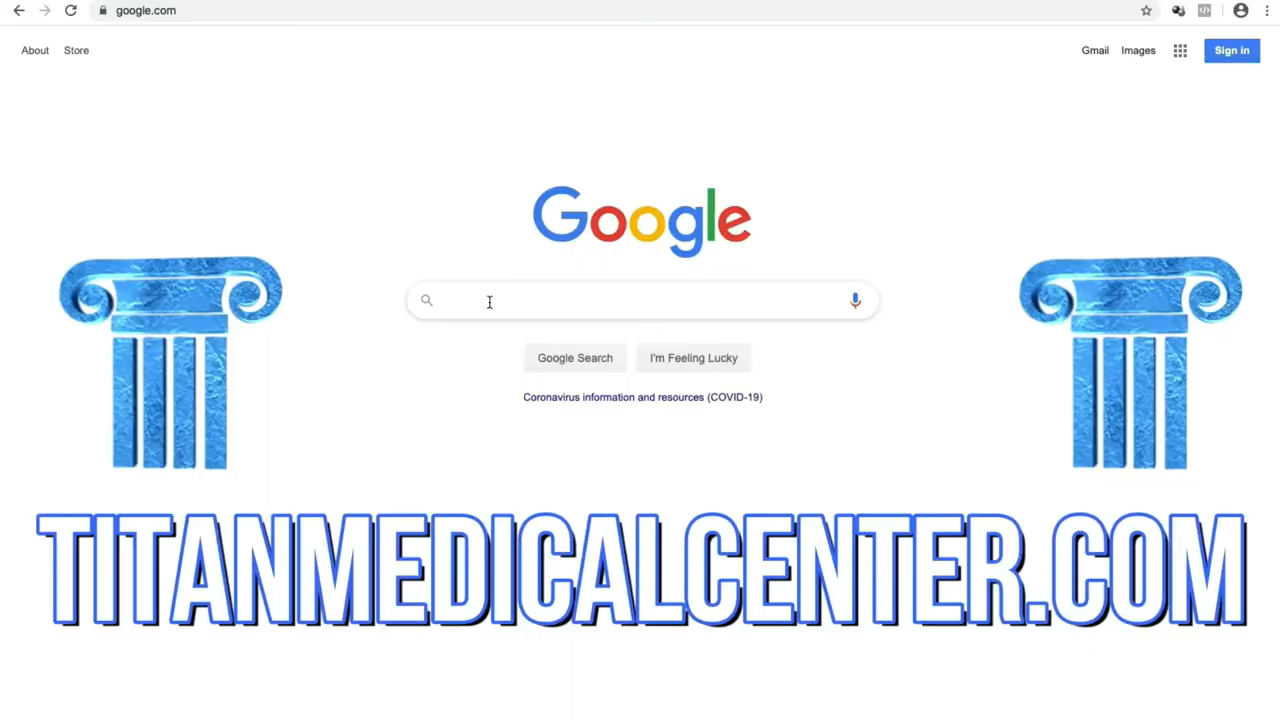 google.com
About Store
Gmail Images Sign in
Google
Google Search I'm Feeling Lucky
Coronavirus information and resources (COVID-19)
TITANMEDICALCENTER.COM